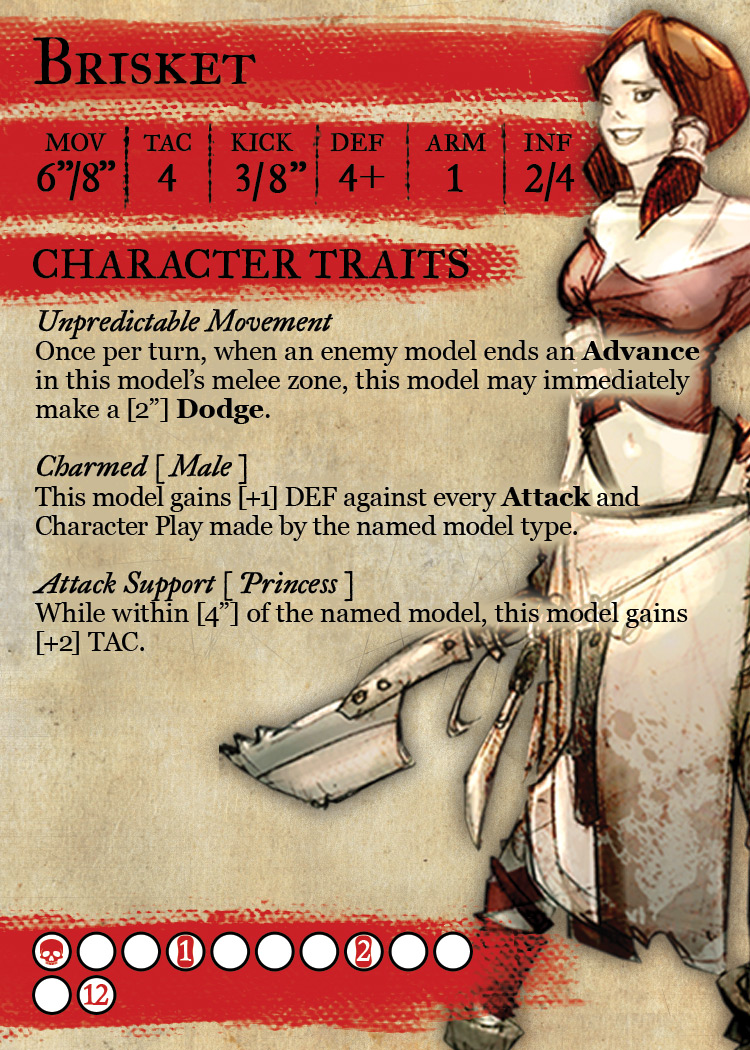 Brisket
MOV TAC KICK DEF ARM INF
6”/8” 4 3/8” 4+ 1 2/4
CHARACTER TRAITS
Unpredictable Movement
Once per turn, when an enemy model ends an Advance
in this model’s melee zone, this model may immediately
make a [2”] Dodge.
Charmed [ Male ]
This model gains [+1] DEF against every Attack and
Character Play made by the named model type.
Attack Support [ Princess ]
While within [4”] of the named model, this model gains
[+2] TAC.
1 2
12